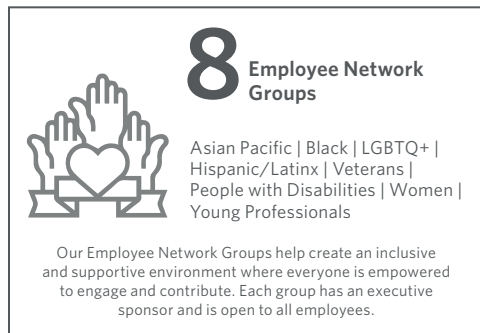 8
Employee Network
Groups
Asian Pacific | Black | LGBTQ+ |
Hispanic/Latinx | Veterans |
People with Disabilities | Women |
Young Professionals
Our Employee Network Groups help create an inclusive
and supportive environment where everyone is empowered
to engage and contribute. Each group has an executive
sponsor and is open to all employees.